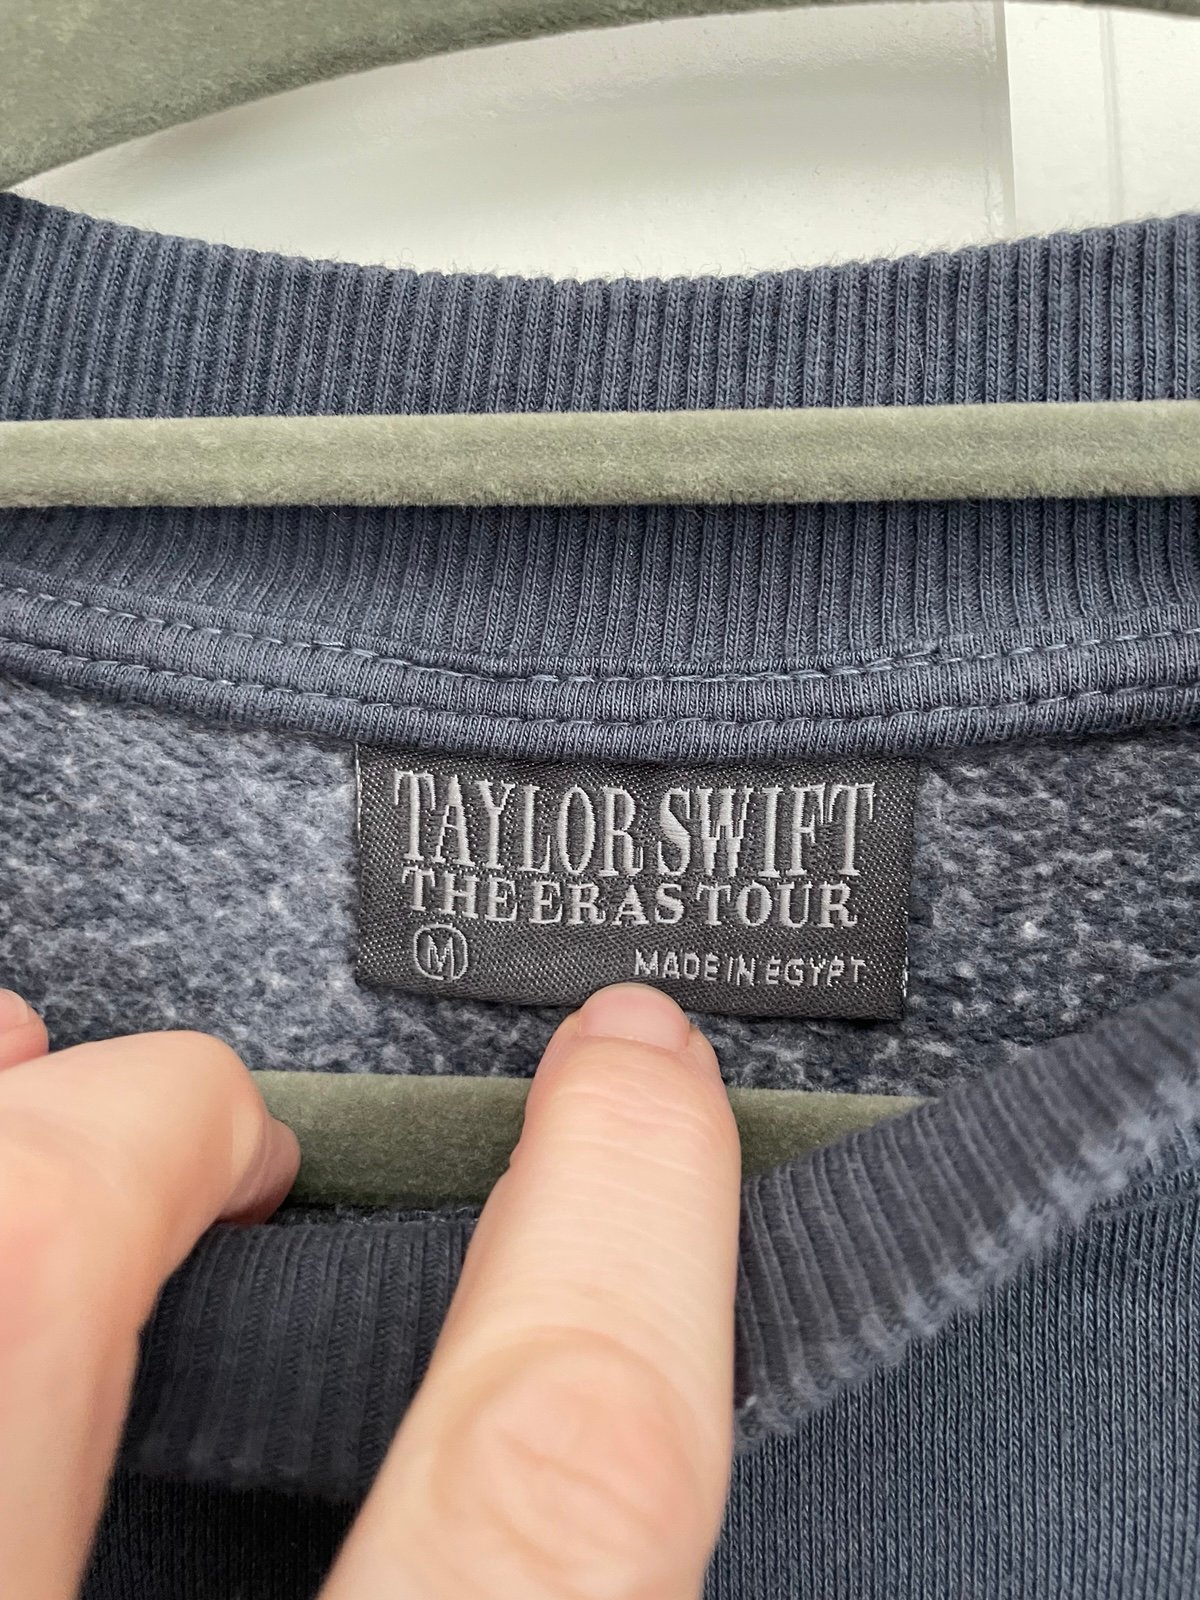 TAYLOR SWIFT
THE ERAS TOUR
M MADE IN EGYPT